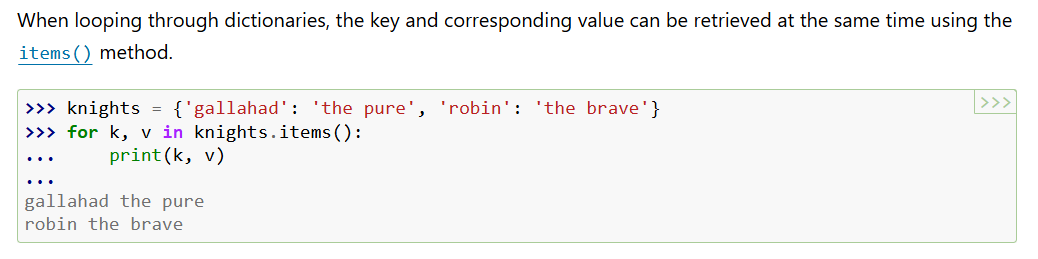 When looping through dictionaries, the key and corresponding value can be retrieved at the same time using the
items() method.
>>>
>>> knights = {'gallahad': 'the pure', 'robin': 'the brave'}
>>> for k, v in knights.items():
...     print(k, v)
...
gallahad the pure
robin the brave